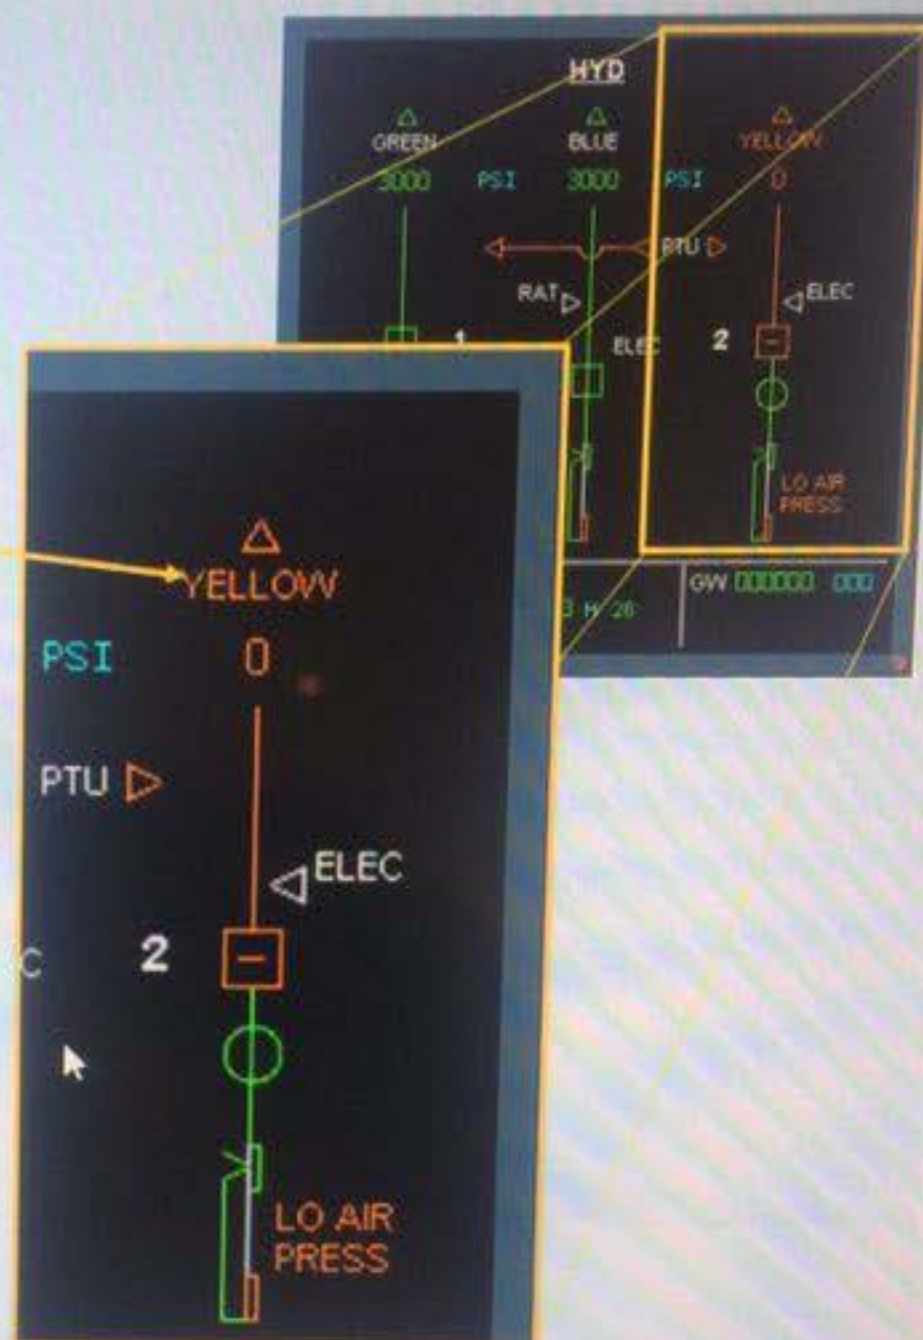 HYD
GREEN BLUE YELLOW
3000 PSI 3000 PSI 0
PTU
RAT ELEC
1 ELEC 2
LO AIR
PRESS
GW
H 20
YELLOW
PSI 0
PTU
ELEC
C 2
LO AIR
PRESS